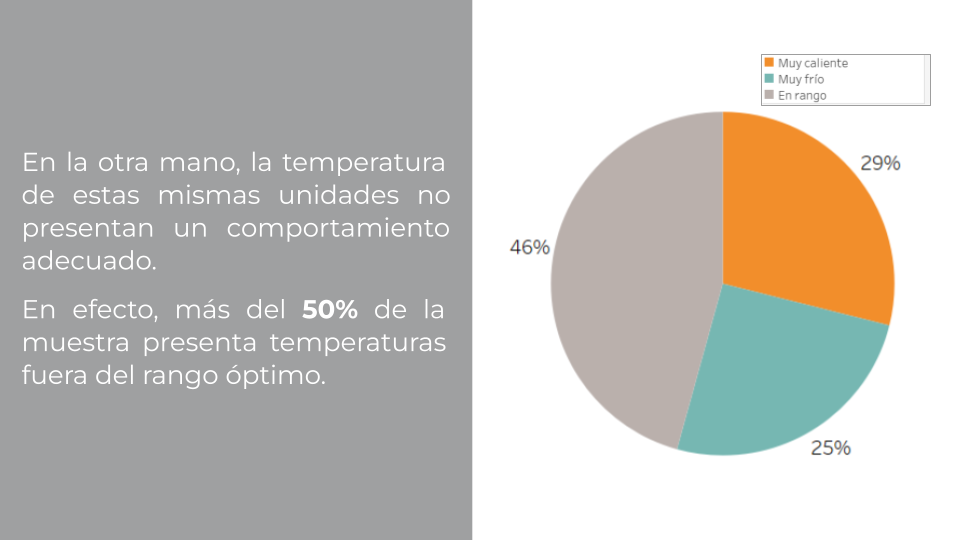 En la otra mano, la temperatura
de estas mismas unidades no
presentan un comportamiento
adecuado.
En efecto, más del 50% de la
muestra presenta temperaturas
fuera del rango óptimo.
Muy caliente
Muy frío
En rango
29%
46%
25%